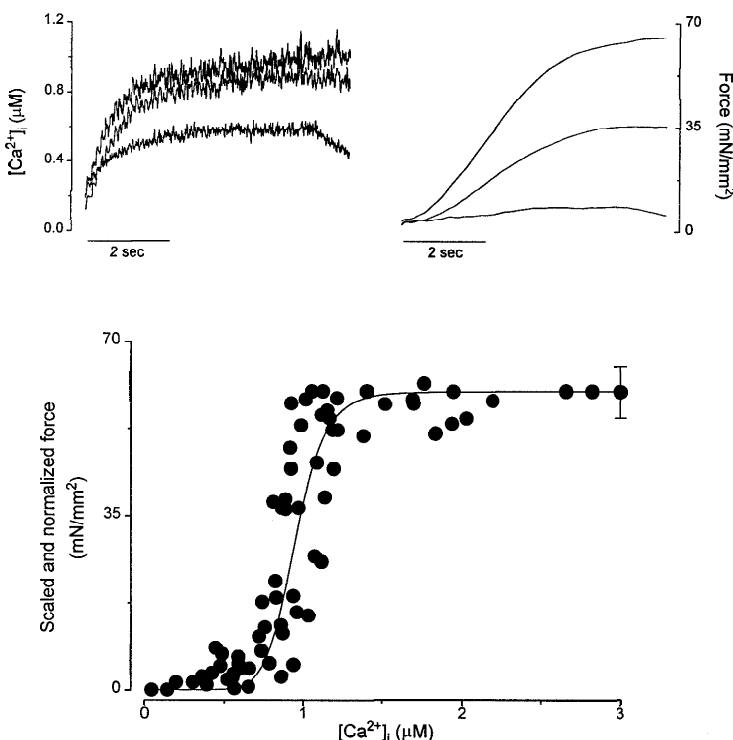 1.2
0.8
0.4
0.0
[Ca2+]i (µM)
2 sec
70
35
0
Force (mN/mm2)
2 sec
70
35
0
Scaled and normalized force
(mN/mm2)
0
1
2
3
[Ca2+]i (µM)